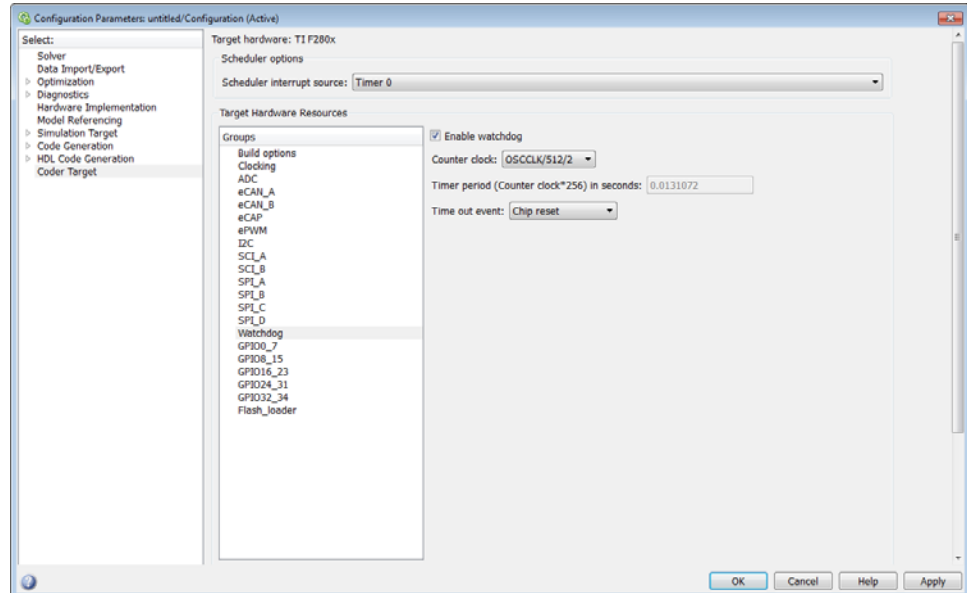 Configuration Parameters: untitled/Configuration (Active)
Select:
Solver
Data Import/Export
Optimization
Diagnostics
Hardware Implementation
Model Referencing
Simulation Target
Code Generation
HDL Code Generation
Coder Target
Target hardware: TI F280x
Scheduler options
Scheduler interrupt source: Timer 0
Target Hardware Resources
Groups
Build options
Clocking
ADC
eCAN_A
eCAN_B
eCAP
ePWM
I2C
SCI_A
SCI_B
SPI_A
SPI_B
SPI_C
SPI_D
Watchdog
GPIO0_7
GPIO8_15
GPIO16_23
GPIO24_31
GPIO32_34
Flash_loader
Enable watchdog
Counter clock: OSCCLK/512/2
Timer period (Counter clock*256) in seconds: 0.0131072
Time out event: Chip reset
OK Cancel Help Apply